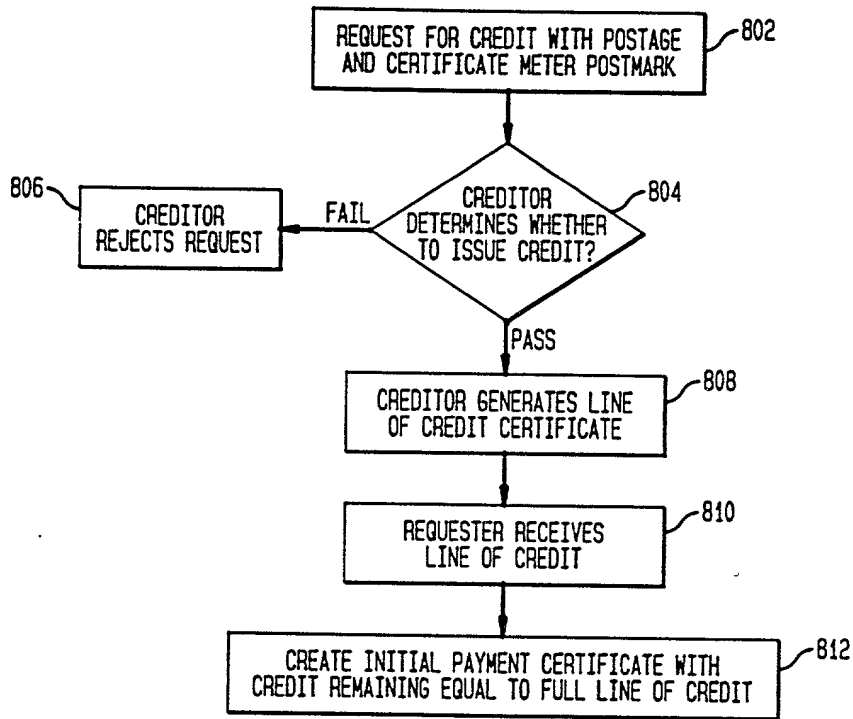 REQUEST FOR CREDIT WITH POSTAGE
AND CERTIFICATE METER POSTMARK
802
CREDITOR
DETERMINES WHETHER
TO ISSUE CREDIT?
804
FAIL
806
CREDITOR
REJECTS REQUEST
PASS
CREDITOR GENERATES LINE
OF CREDIT CERTIFICATE
808
REQUESTER RECEIVES
LINE OF CREDIT
810
CREATE INITIAL PAYMENT CERTIFICATE WITH
CREDIT REMAINING EQUAL TO FULL LINE OF CREDIT
812